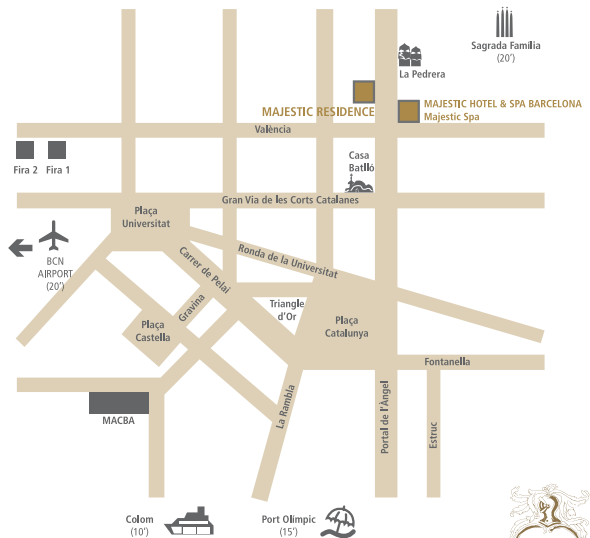 Sagrada Família
(20')
La Pedrera
MAJESTIC RESIDENCE
MAJESTIC HOTEL & SPA BARCELONA
Majestic Spa
València
Fira 2
Fira 1
Casa
Batlló
Gran Via de les Corts Catalanes
Plaça
Universitat
BCN
AIRPORT
(20')
Carrer de Pelai
Ronda de la Universitat
Gravina
Triangle
d'Or
Plaça
Castella
Plaça
Catalunya
Fontanella
MACBA
La Rambla
Portal de l'Àngel
Estruc
Colom
(10')
Port Olímpic
(15')